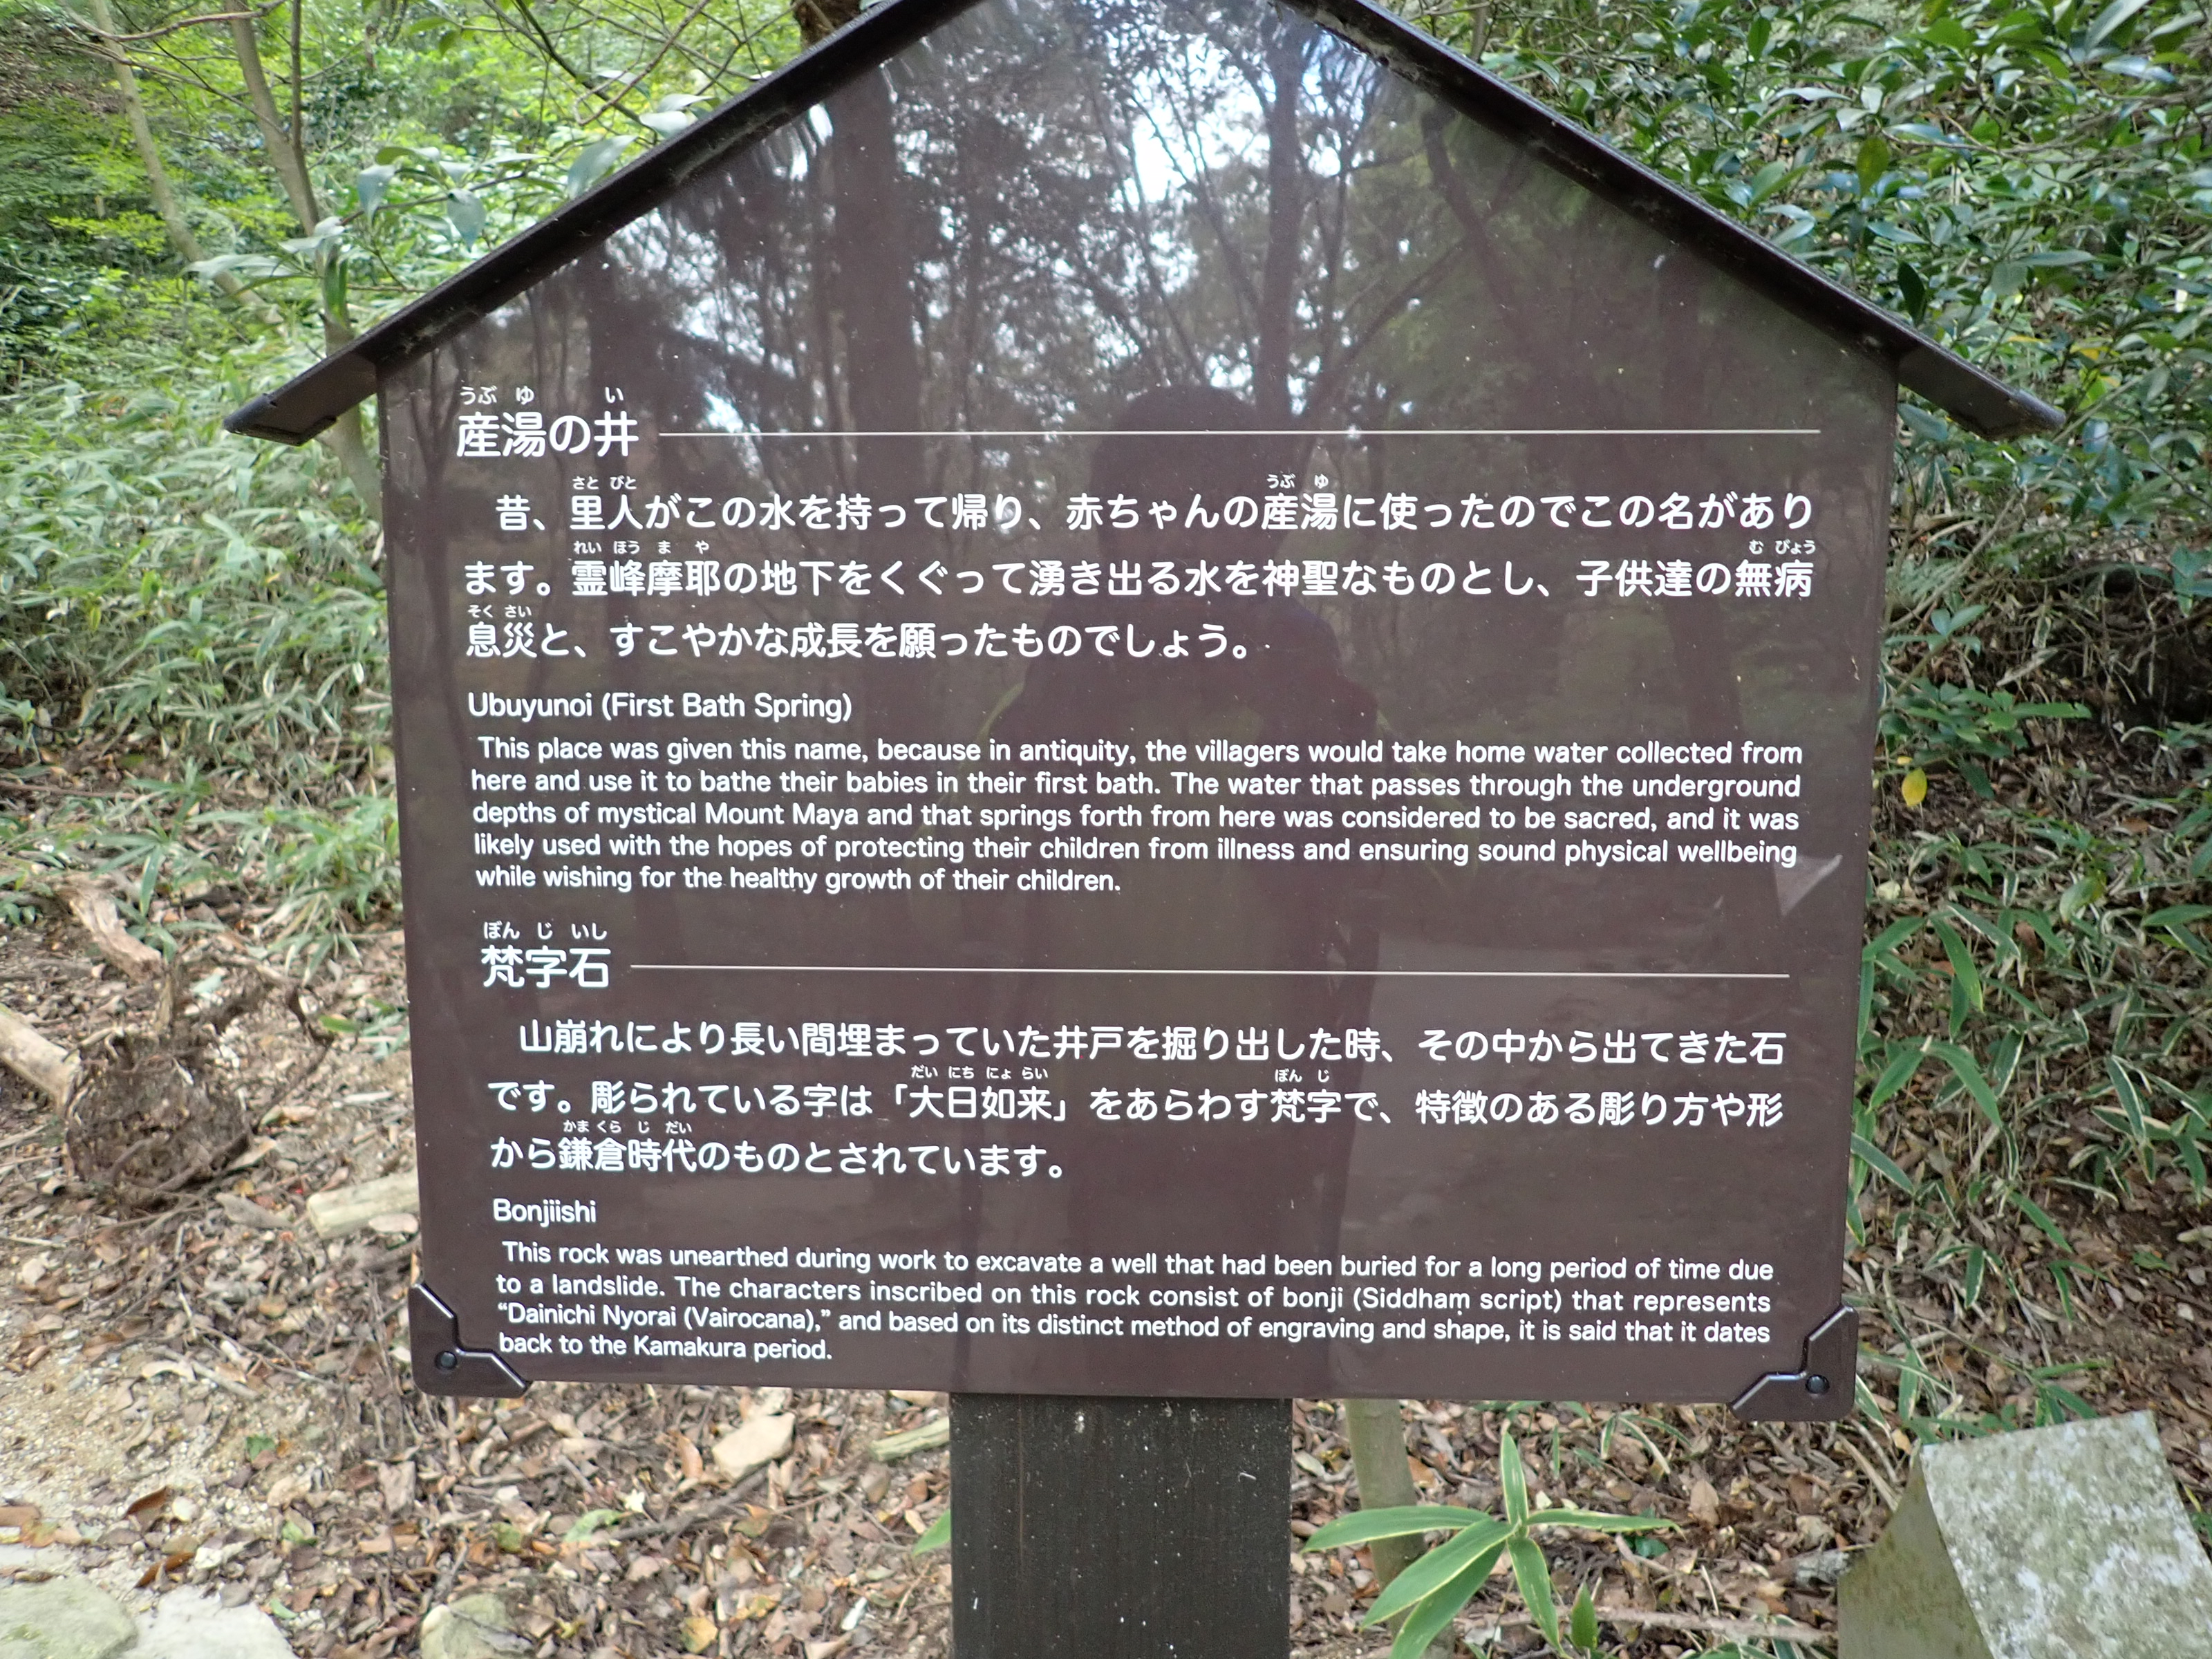 うぶ ゆ い
産湯の井
さと びと うぶ ゆ
昔、里人がこの水を持って帰り、赤ちゃんの産湯に使ったのでこの名があり
れい ほう ま や む びょう
ます。霊峰摩耶の地下をくぐって湧き出る水を神聖なものとし、子供達の無病
そく さい
息災と、すこやかな成長を願ったものでしょう。
Ubuyunoi (First Bath Spring)
This place was given this name, because in antiquity, the villagers would take home water collected from
here and use it to bathe their babies in their first bath. The water that passes through the underground
depths of mystical Mount Maya and that springs forth from here was considered to be sacred, and it was
likely used with the hopes of protecting their children from illness and ensuring sound physical wellbeing
while wishing for the healthy growth of their children.
ぼん じ いし
梵字石
山崩れにより長い間埋まっていた井戸を掘り出した時、その中から出てきた石
だい にち にょ らい ぼん じ
です。彫られている字は「大日如来」をあらわす梵字で、特徴のある彫り方や形
かま くら じ だい
から鎌倉時代のものとされています。
Bonjiishi
This rock was unearthed during work to excavate a well that had been buried for a long period of time due
to a landslide. The characters inscribed on this rock consist of bonji (Siddhaṃ script) that represents
“Dainichi Nyorai (Vairocana),” and based on its distinct method of engraving and shape, it is said that it dates
back to the Kamakura period.